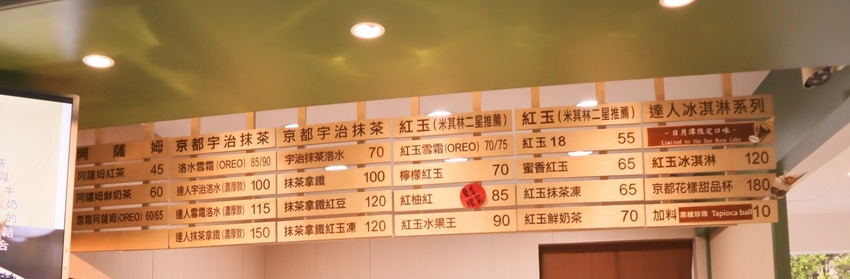 阿薩姆
阿薩姆紅茶 45
阿薩姆鮮奶茶 60
雪霜阿薩姆(OREO) 60/65
京都宇治抹茶
洛水雪霜(OREO) 85/90
達人宇治洛水(濃厚款) 100
達人雪霜洛水(濃厚款) 115
達人抹茶拿鐵(濃厚款) 150
京都宇治抹茶
宇治抹茶洛水 70
抹茶拿鐵 100
抹茶拿鐵紅豆 120
抹茶拿鐵紅玉凍 120
紅玉(米其林二星推薦)
紅玉雪霜(OREO) 70/75
檸檬紅玉 70
紅柚紅 85
紅玉水果王 90
紅玉(米其林二星推薦)
紅玉18 55
蜜香紅玉 65
紅玉抹茶凍 65
紅玉鮮奶茶 70
達人冰淇淋系列
－日月潭限定口味－
Limited to the Sun Moon Lake
紅玉冰淇淋 120
京都花樣甜品杯 180
加料 黑糖珍珠 Tapioca ball 10